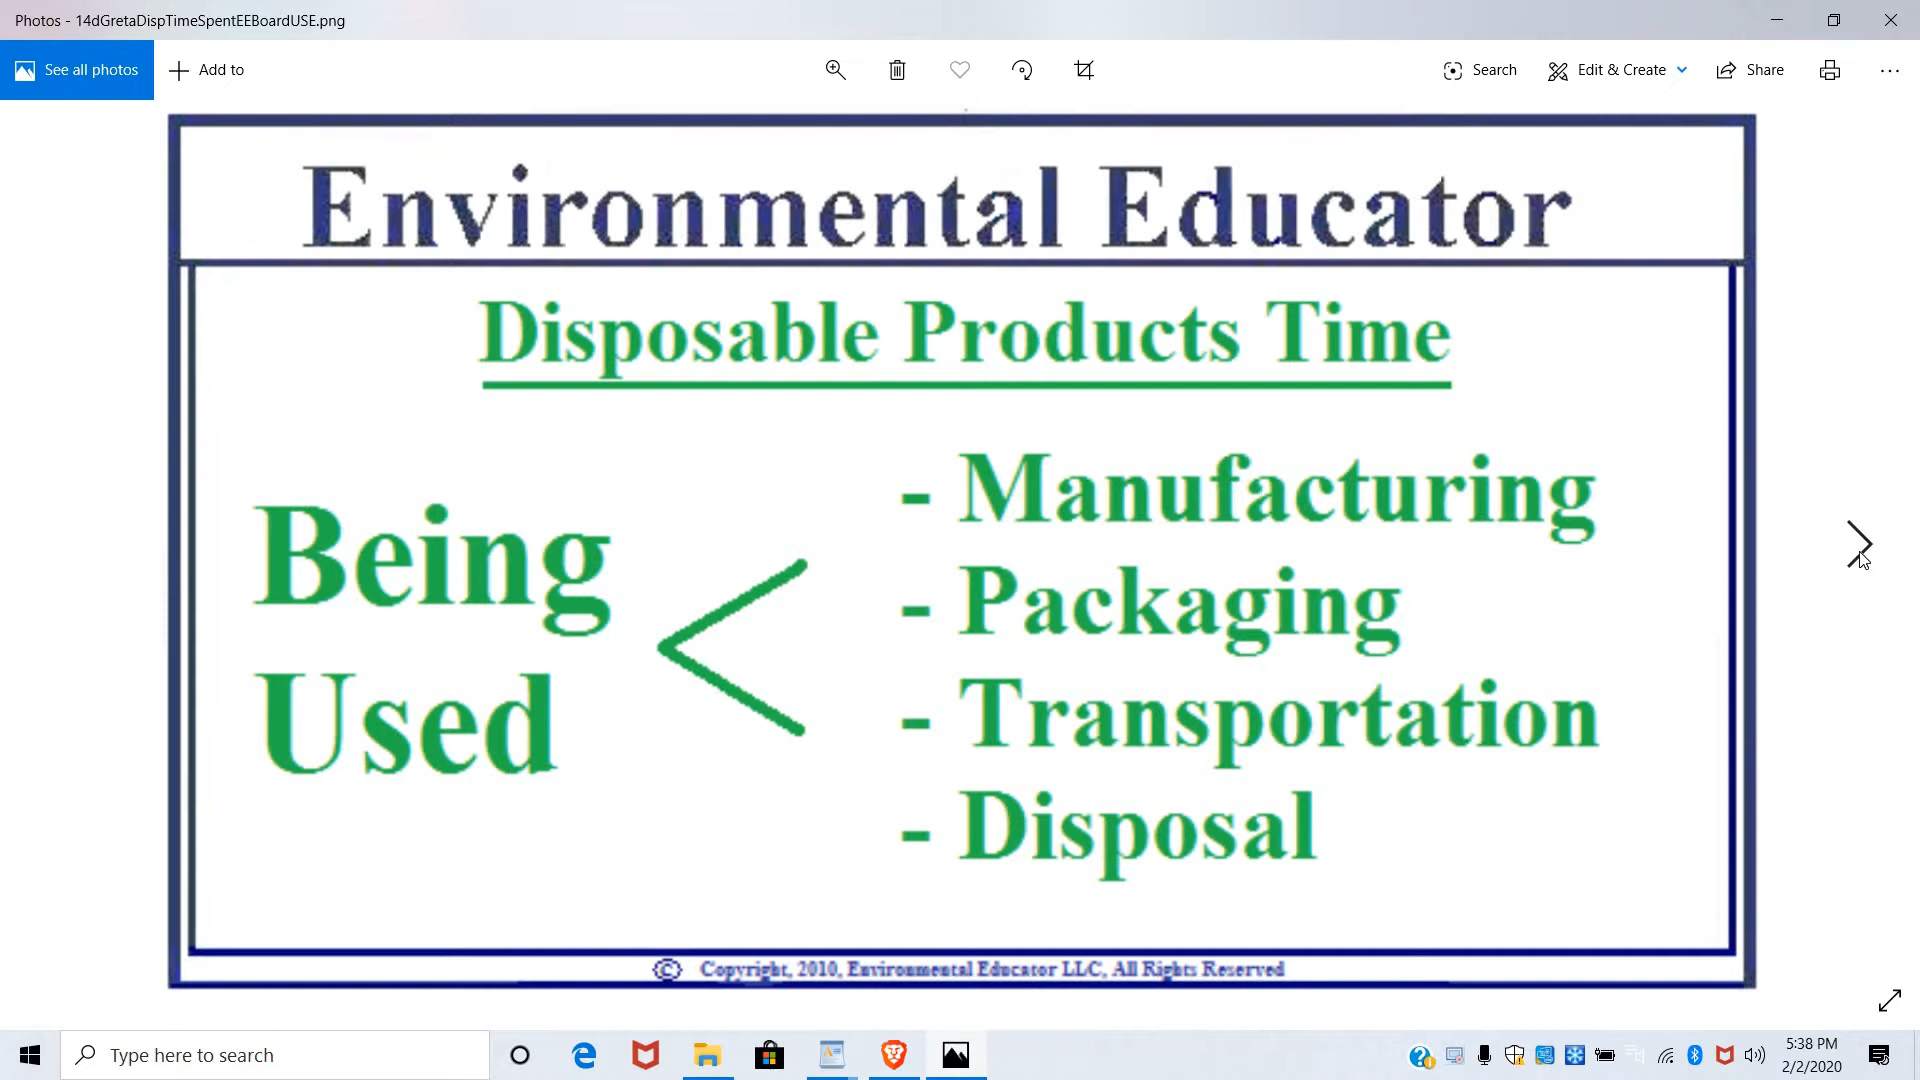 Photos - 14dGretaDispTimeSpentEEBoardUSE.png
See all photos
Add to
Search
Edit & Create
Share
Environmental Educator
Disposable Products Time
Being
Used
<
- Manufacturing
- Packaging
- Transportation
- Disposal
© Copyright, 2010, Environmental Educator LLC, All Rights Reserved
Type here to search
5:38 PM
2/2/2020